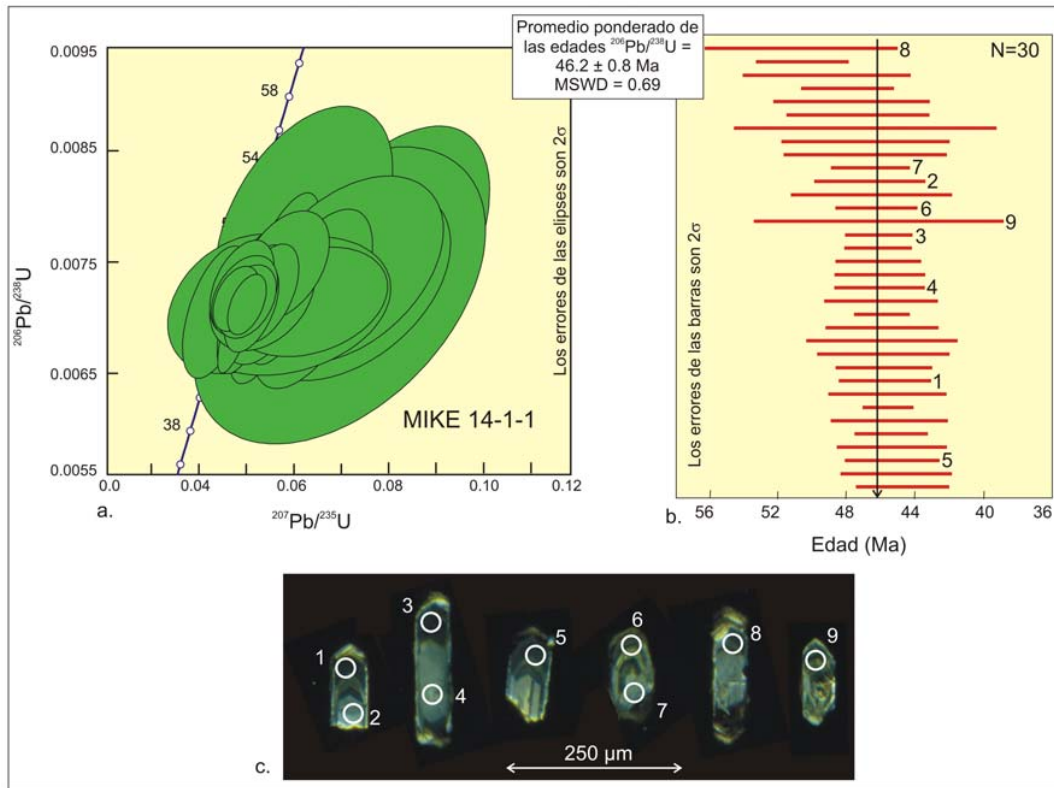 Promedio ponderado de
las edades ²⁰⁶Pb/²³⁸U =
46.2 ± 0.8 Ma
MSWD = 0.69
0.0095
0.0085
0.0075
0.0065
0.0055
²⁰⁶Pb/²³⁸U
58
54
38
MIKE 14-1-1
Los errores de las elipses son 2σ
0.0
0.04
0.06
0.08
0.10
0.12
a.
²⁰⁷Pb/²³⁵U
N=30
8
7
2
6
9
3
4
1
5
Los errores de las barras son 2σ
b.
56
52
48
44
40
36
Edad (Ma)
1
2
3
4
5
6
7
8
9
250 µm
c.